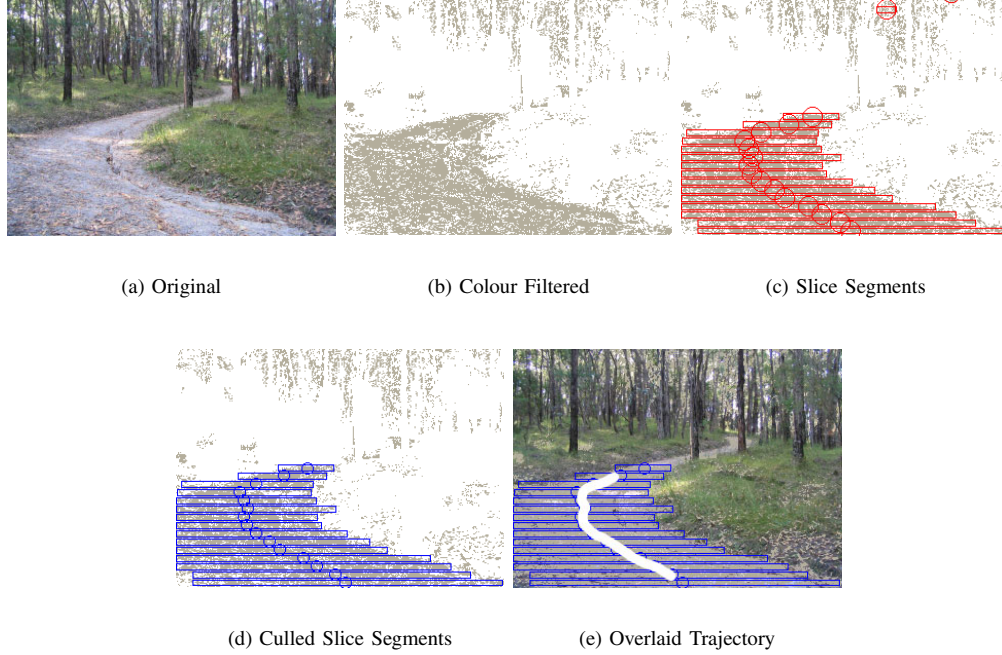 (a) Original
(b) Colour Filtered
(c) Slice Segments
(d) Culled Slice Segments
(e) Overlaid Trajectory